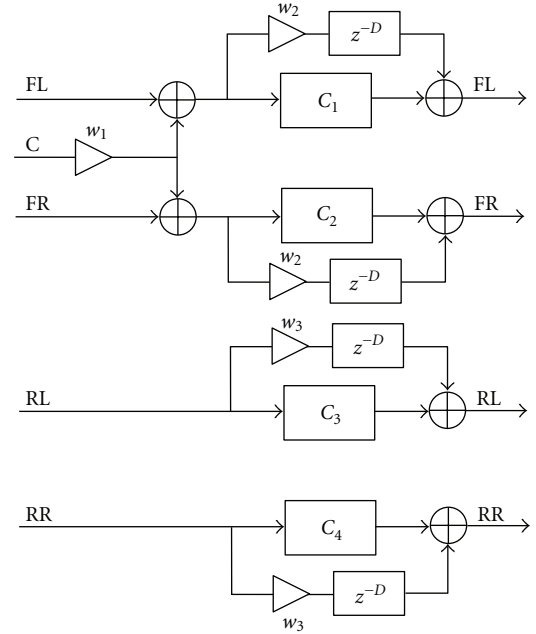 w₂
z⁻ᴰ
FL
C₁
FL
C
w₁
FR
C₂
FR
w₂
z⁻ᴰ
w₃
z⁻ᴰ
RL
C₃
RL
RR
C₄
RR
w₃
z⁻ᴰ